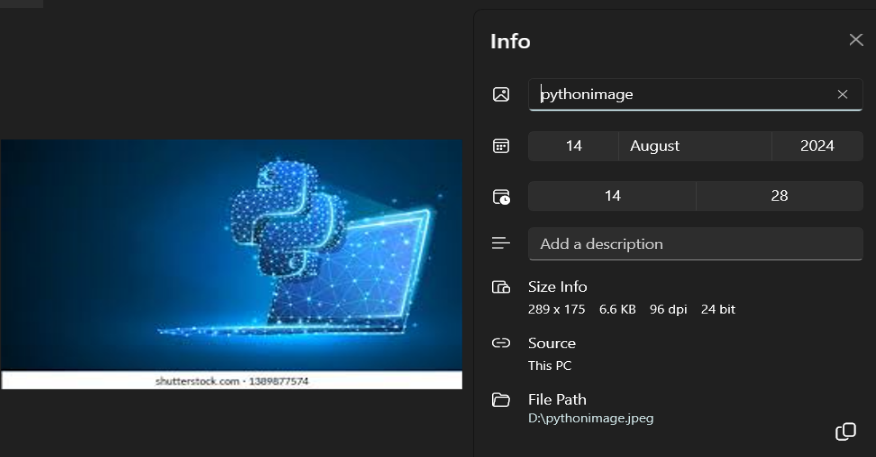 Info
pythonimage
14 August 2024
14 28
Add a description
Size Info
289 x 175 6.6 KB 96 dpi 24 bit
Source
This PC
File Path
D:\pythonimage.jpeg
shutterstock.com · 1389877574